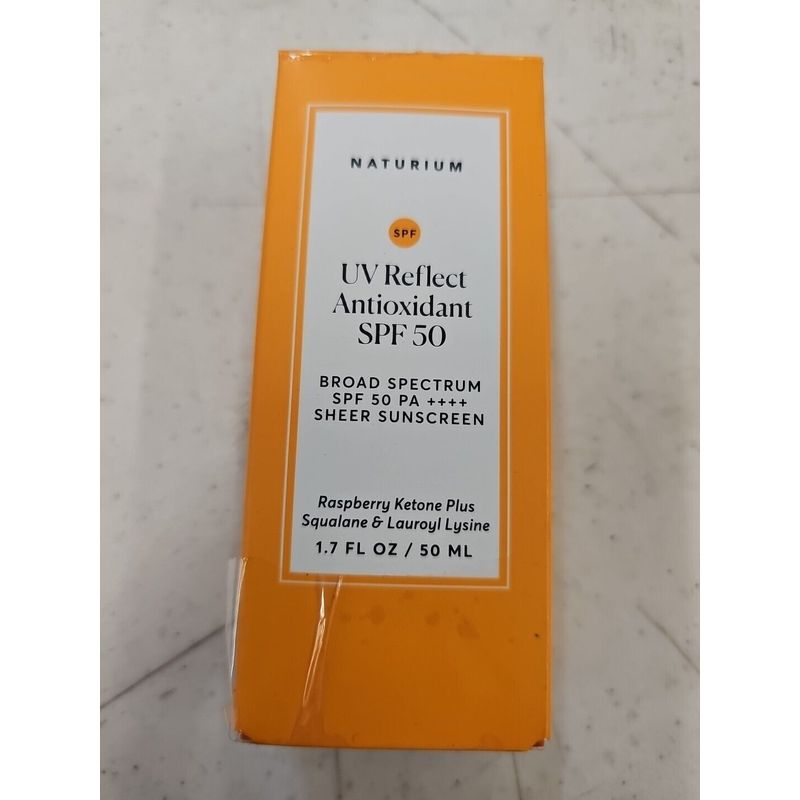 NATURIUM
SPF
UV Reflect
Antioxidant
SPF 50
BROAD SPECTRUM
SPF 50 PA ++++
SHEER SUNSCREEN
Raspberry Ketone Plus
Squalane & Lauroyl Lysine
1.7 FL OZ / 50 ML